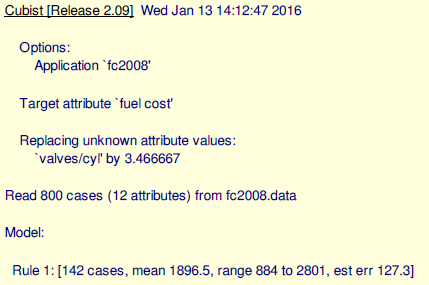 Cubist [Release 2.09] Wed Jan 13 14:12:47 2016
Options:
Application `fc2008'
Target attribute `fuel cost'
Replacing unknown attribute values:
`valves/cyl' by 3.466667
Read 800 cases (12 attributes) from fc2008.data
Model:
Rule 1: [142 cases, mean 1896.5, range 884 to 2801, est err 127.3]